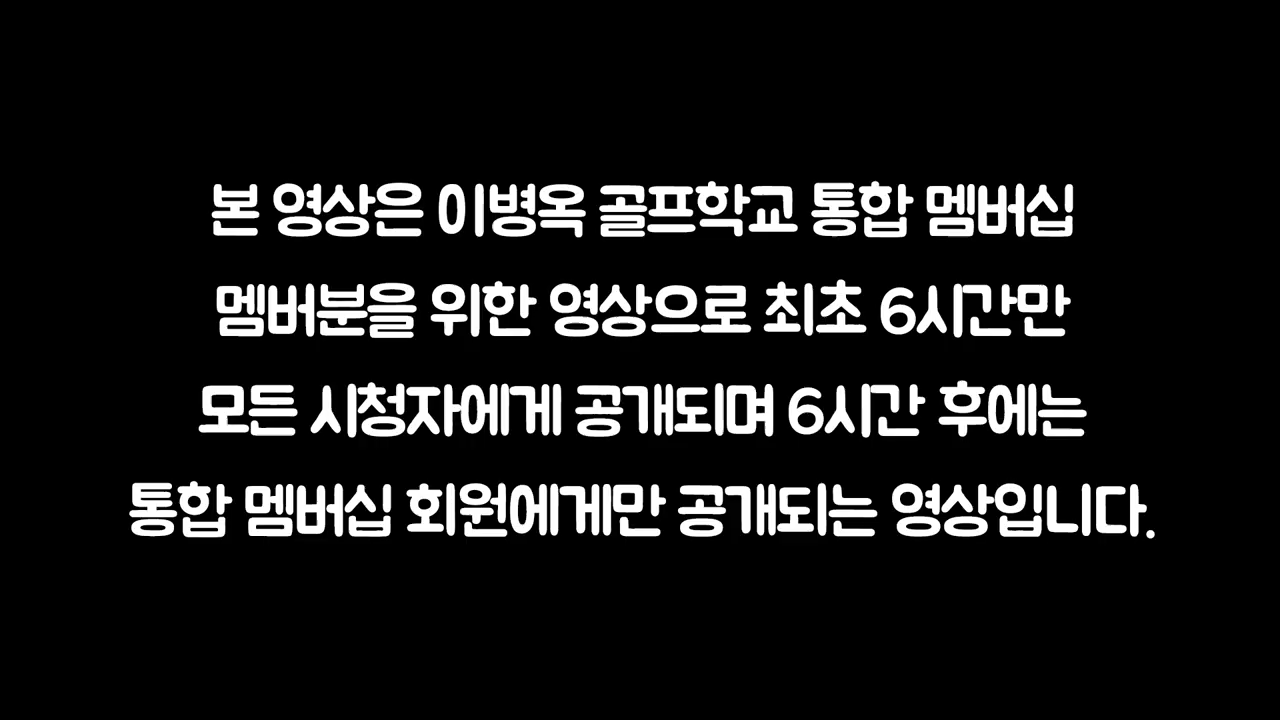 본 영상은 이병옥 골프학교 통합 멤버십
멤버분을 위한 영상으로 최초 6시간만
모든 시청자에게 공개되며 6시간 후에는
통합 멤버십 회원에게만 공개되는 영상입니다.